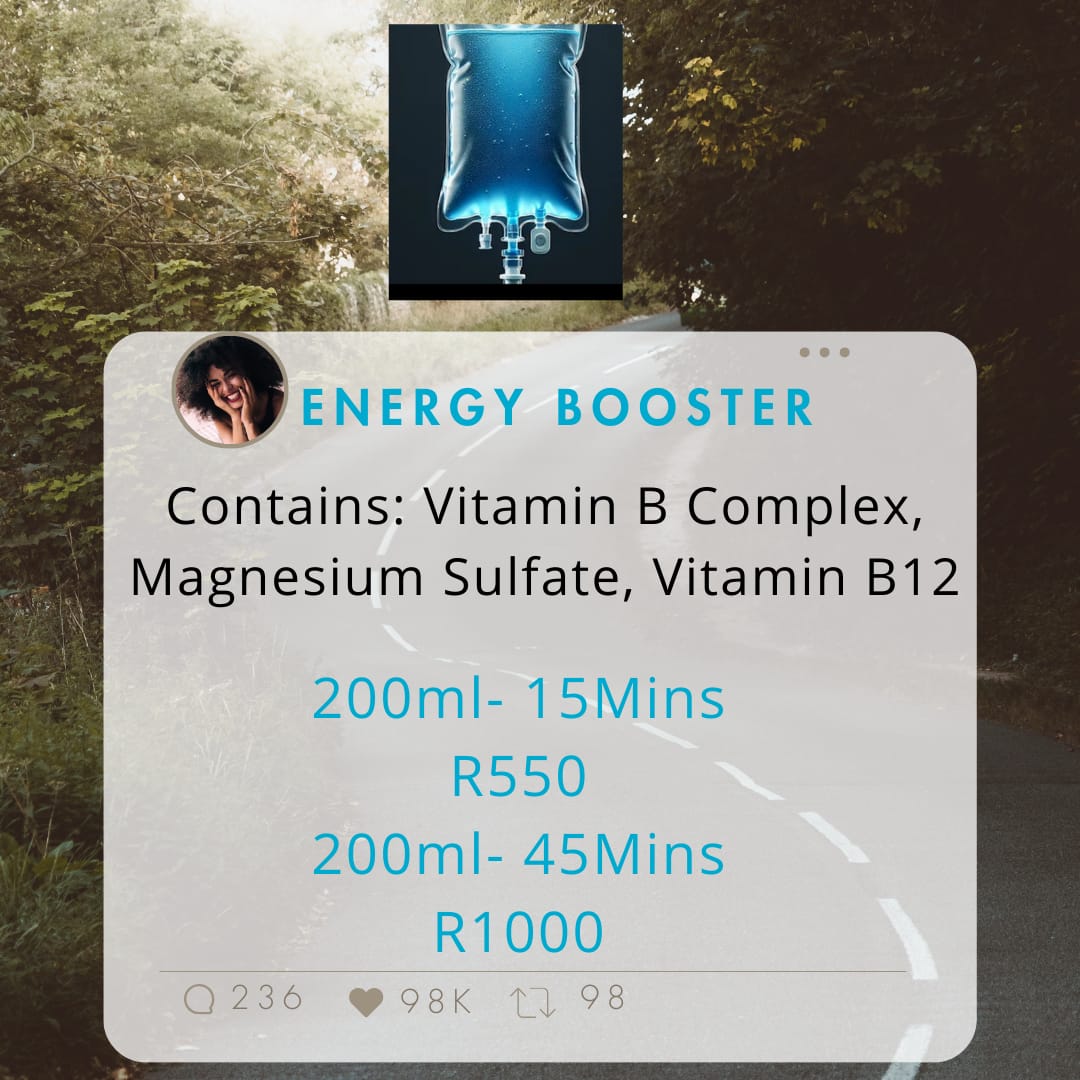 ENERGY BOOSTER
Contains: Vitamin B Complex,
Magnesium Sulfate, Vitamin B12
200ml- 15Mins
R550
200ml- 45Mins
R1000
236 98K 98